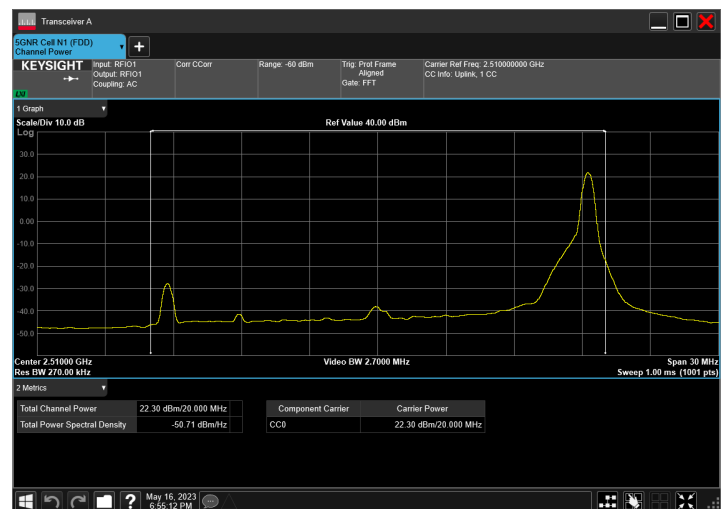 Transceiver A
5GNR Cell N1 (FDD)
Channel Power
KEYSIGHT
LXI
Input: RFIO1
Output: RFIO1
Coupling: AC
Corr CCorr
Range: -60 dBm
Trig: Prot Frame
Aligned
Gate: FFT
Carrier Ref Freq: 2.510000000 GHz
CC Info: Uplink, 1 CC
1 Graph
Scale/Div 10.0 dB
Ref Value 40.00 dBm
Log
30.0
20.0
10.0
0.00
-10.0
-20.0
-30.0
-40.0
-50.0
Center 2.51000 GHz
Video BW 2.7000 MHz
Span 30 MHz
Res BW 270.00 kHz
Sweep 1.00 ms (1001 pts)
2 Metrics
Total Channel Power 22.30 dBm/20.000 MHz
Total Power Spectral Density -50.71 dBm/Hz
Component Carrier Carrier Power
CC0 22.30 dBm/20.000 MHz
May 16, 2023
6:55:12 PM